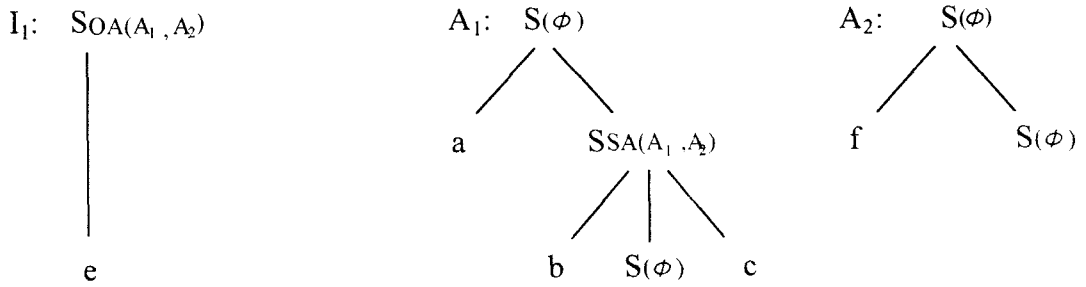 I₁: SOA(A₁ , A₂) A₁: S(Φ) A₂: S(Φ)
a SSA(A₁ ,A₂) f S(Φ)
e b S(Φ) c